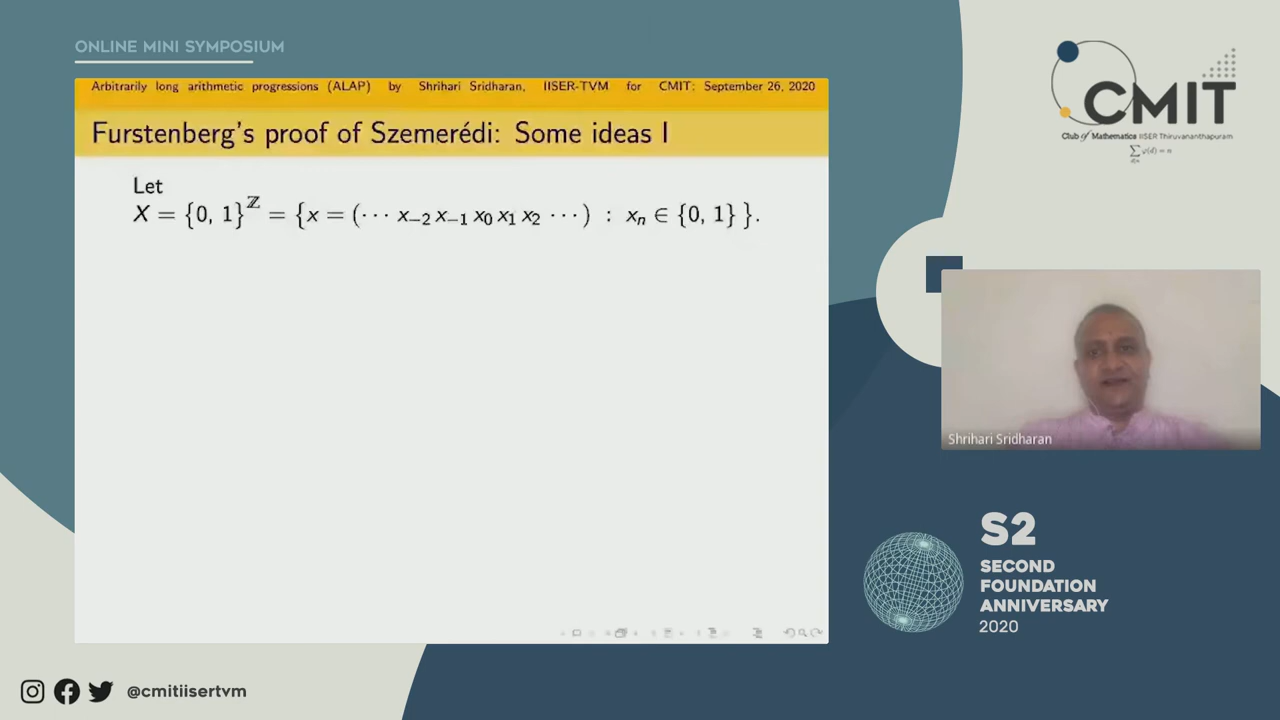 ONLINE MINI SYMPOSIUM
Arbitrarily long arithmetic progressions (ALAP) by Shrihari Sridharan, IISER-TVM for CMIT: September 26, 2020
Furstenberg's proof of Szemerédi: Some ideas I
Let
X = {0, 1}^ℤ = {x = (··· x₋₂ x₋₁ x₀ x₁ x₂ ···) : xₙ ∈ {0, 1} }.
CMIT
Club of Mathematics IISER Thiruvananthapuram
∑ φ(d) = n
d|n
Shrihari Sridharan
S2
SECOND
FOUNDATION
ANNIVERSARY
2020
@cmitiisertvm